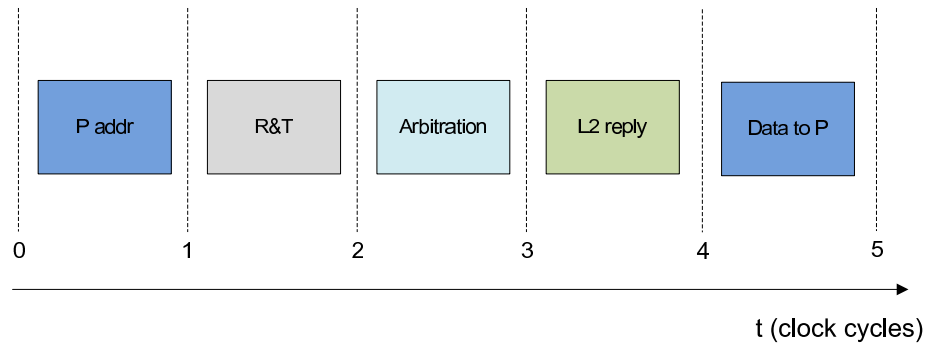 P addr
R&T
Arbitration
L2 reply
Data to P
0
1
2
3
4
5
t (clock cycles)